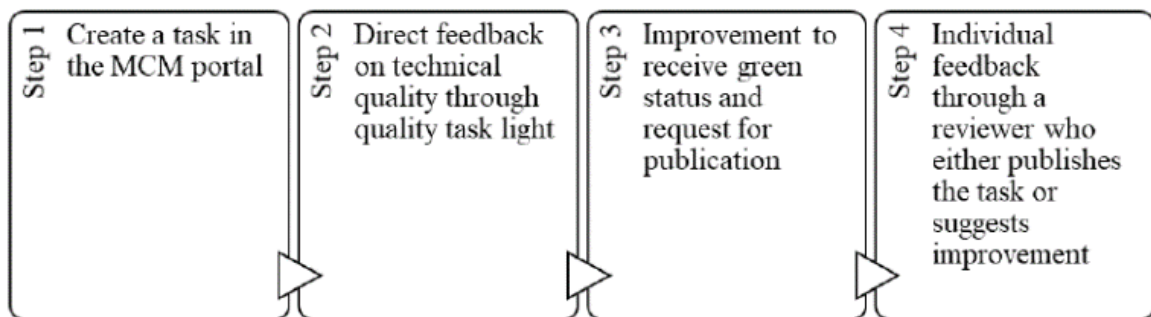 Step 1
Create a task in
the MCM portal
Step 2
Direct feedback
on technical
quality through
quality task light
Step 3
Improvement to
receive green
status and
request for
publication
Step 4
Individual
feedback
through a
reviewer who
either publishes
the task or
suggests
improvement